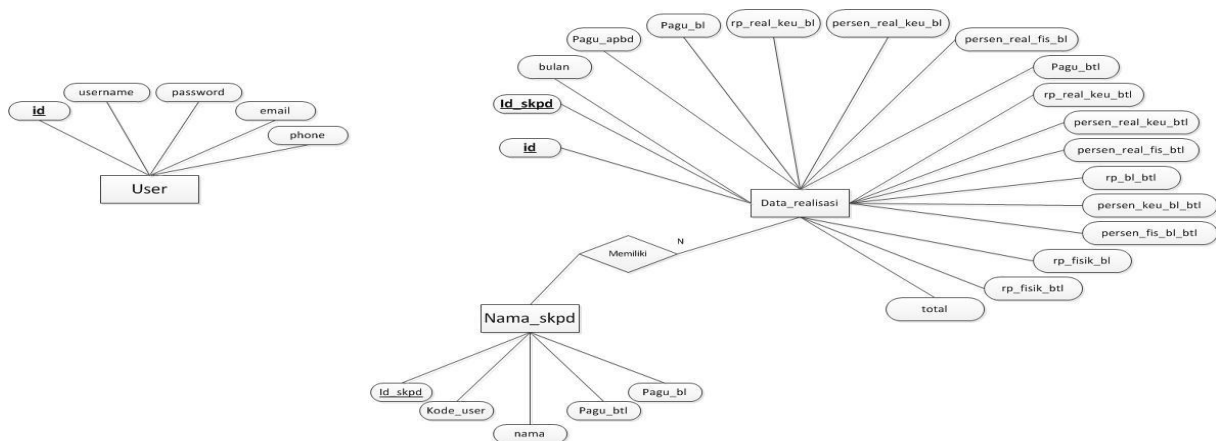 id
username
password
email
phone
User
id
Id_skpd
bulan
Pagu_apbd
Pagu_bl
rp_real_keu_bl
persen_real_keu_bl
persen_real_fis_bl
Pagu_btl
rp_real_keu_btl
persen_real_keu_btl
persen_real_fis_btl
rp_bl_btl
persen_keu_bl_btl
persen_fis_bl_btl
rp_fisik_bl
rp_fisik_btl
total
Data_realisasi
N
Memiliki
Nama_skpd
Id_skpd
Kode_user
nama
Pagu_btl
Pagu_bl